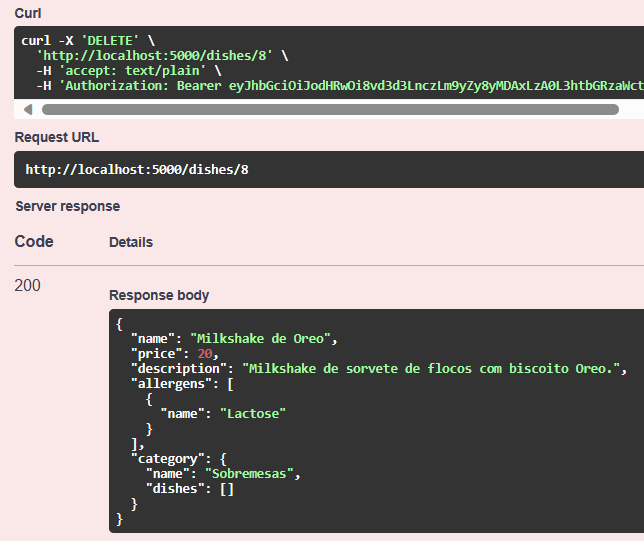 Curl
curl -X 'DELETE' \
'http://localhost:5000/dishes/8' \
-H 'accept: text/plain' \
-H 'Authorization: Bearer eyJhbGciOiJodHRwOi8vd3d3LnczLm9yZy8yMDAxLzA0L3htbGRzaWct
Request URL
http://localhost:5000/dishes/8
Server response
Code Details
200
Response body
{
"name": "Milkshake de Oreo",
"price": 20,
"description": "Milkshake de sorvete de flocos com biscoito Oreo.",
"allergens": [
{
"name": "Lactose"
}
],
"category": {
"name": "Sobremesas",
"dishes": []
}
}